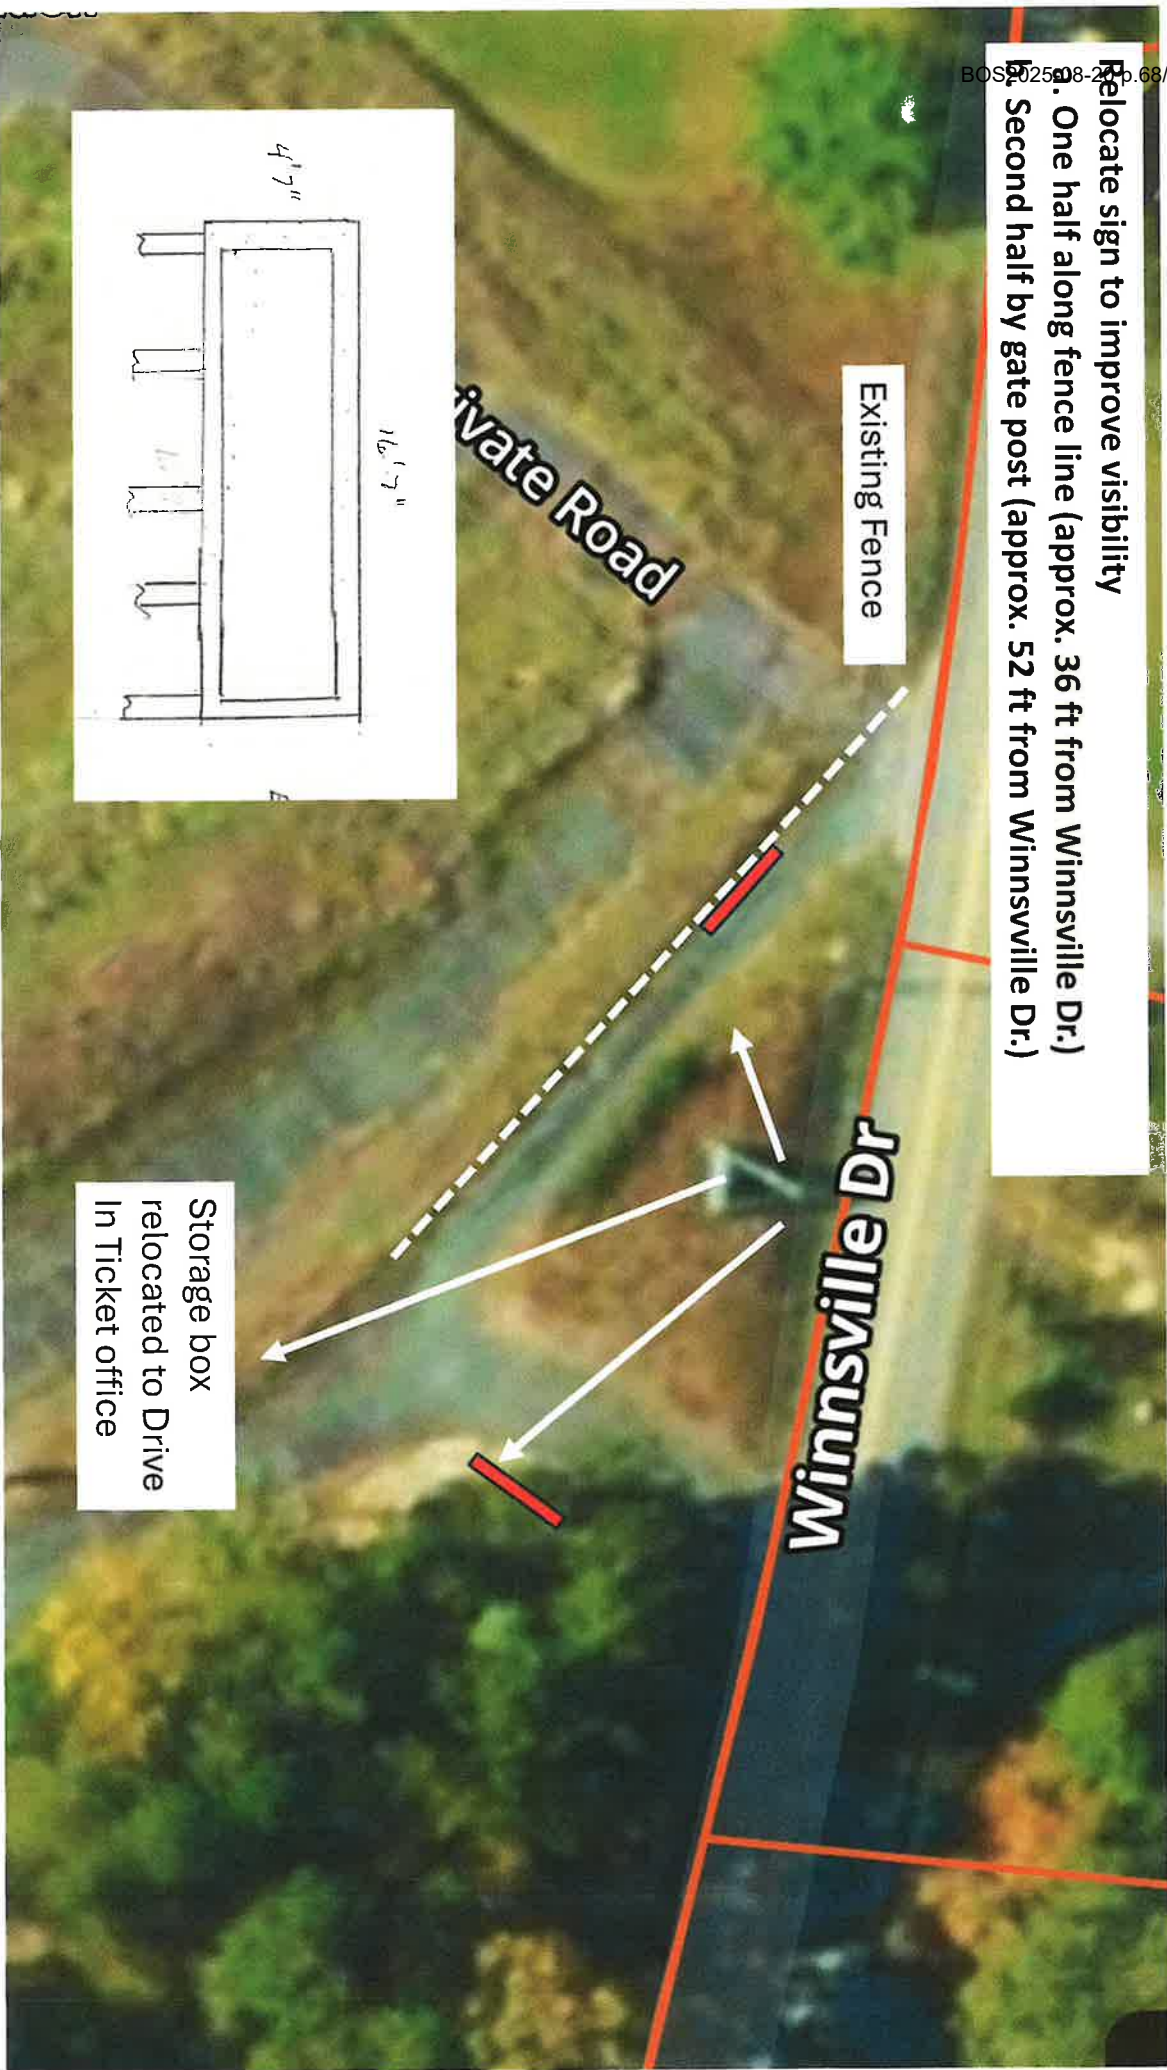 BOS2025-08-20 p.68/
Relocate sign to improve visibility
a. One half along fence line (approx. 36 ft from Winnsville Dr.)
b. Second half by gate post (approx. 52 ft from Winnsvville Dr.)
Existing Fence
Winnsville Dr
ivate Road
16'7"
4'7"
Storage box
relocated to Drive
In Ticket office